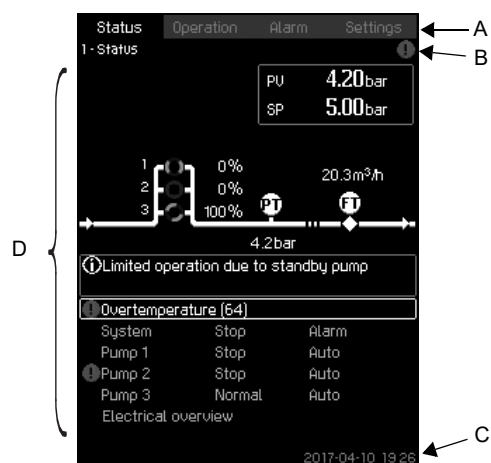 Status Operation Alarm Settings A
1 - Status B
PV 4.20bar
SP 5.00bar
1 0% 20.3m³/h
2 0%
3 100% PT FT
D
4.2bar
Limited operation due to standby pump
Overtemperature (64)
System Stop Alarm
Pump 1 Stop Auto
Pump 2 Stop Auto
Pump 3 Normal Auto
Electrical overview
C
2017-04-10 19:26